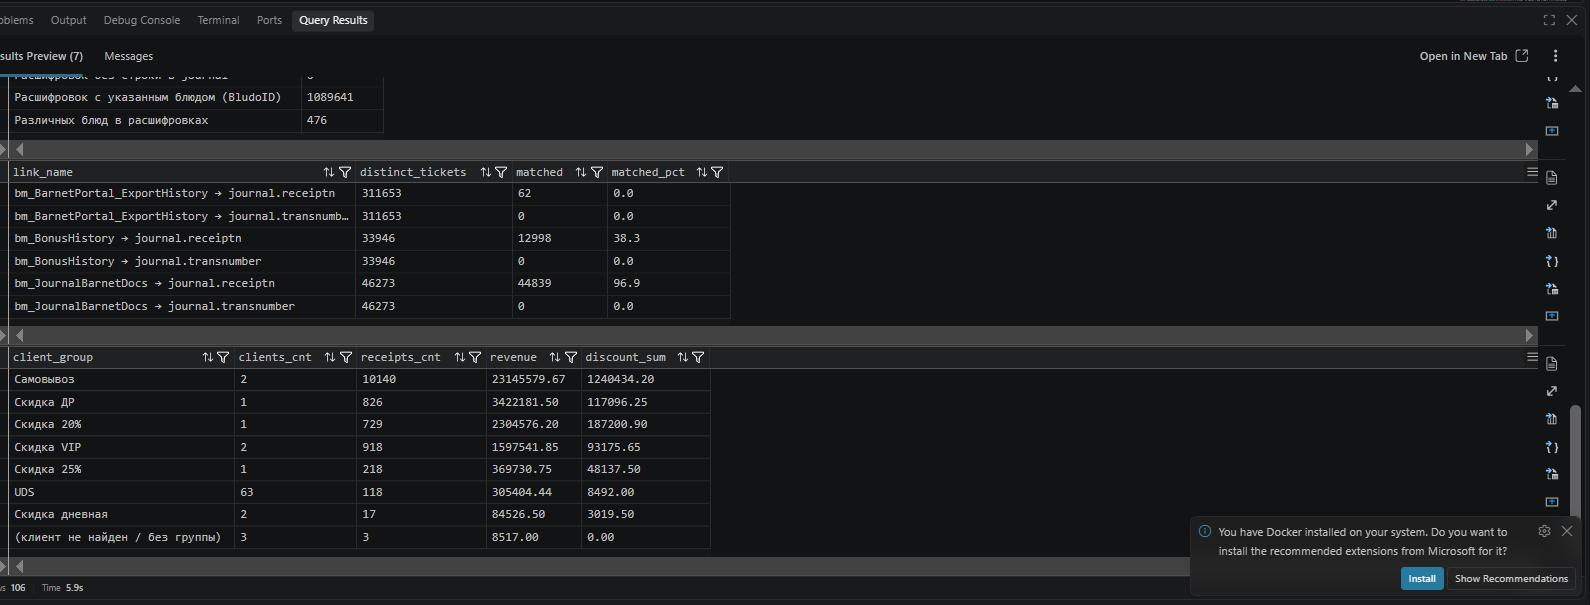 oblems Output Debug Console Terminal Ports Query Results
sults Preview (7) Messages Open in New Tab
Расшифровок без строки в journal 0
Расшифровок с указанным блюдом (BludoID) 1089641
Различных блюд в расшифровках 476
link_name distinct_tickets matched matched_pct
bm_BarnetPortal_ExportHistory → journal.receiptn 311653 62 0.0
bm_BarnetPortal_ExportHistory → journal.transnumb… 311653 0 0.0
bm_BonusHistory → journal.receiptn 33946 12998 38.3
bm_BonusHistory → journal.transnumber 33946 0 0.0
bm_JournalBarnetDocs → journal.receiptn 46273 44839 96.9
bm_JournalBarnetDocs → journal.transnumber 46273 0 0.0
client_group clients_cnt receipts_cnt revenue discount_sum
Самовывоз 2 10140 23145579.67 1240434.20
Скидка ДР 1 826 3422181.50 117096.25
Скидка 20% 1 729 2304576.20 187200.90
Скидка VIP 2 918 1597541.85 93175.65
Скидка 25% 1 218 369730.75 48137.50
UDS 63 118 305404.44 8492.00
Скидка дневная 2 17 84526.50 3019.50
(клиент не найден / без группы) 3 3 8517.00 0.00
You have Docker installed on your system. Do you want to
install the recommended extensions from Microsoft for it?
Install Show Recommendations
s 106 Time 5.9s